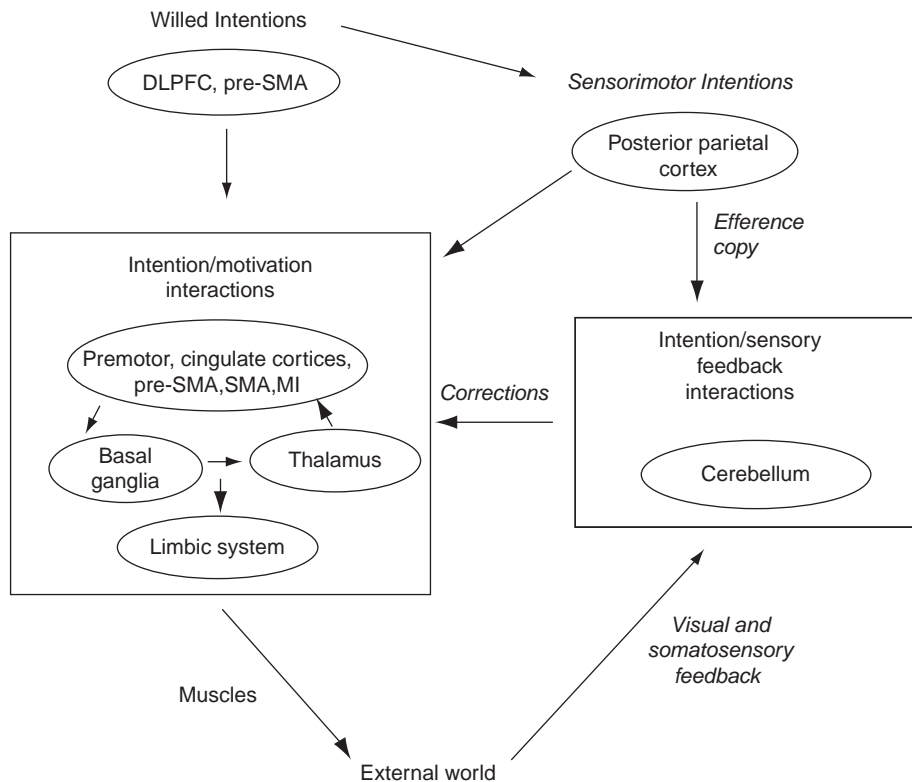 Willed Intentions
DLPFC, pre-SMA
Sensorimotor Intentions
Posterior parietal
cortex
Efference
copy
Intention/motivation
interactions
Premotor, cingulate cortices,
pre-SMA,SMA,MI
Basal
ganglia
Thalamus
Limbic system
Corrections
Intention/sensory
feedback
interactions
Cerebellum
Visual and
somatosensory
feedback
Muscles
External world